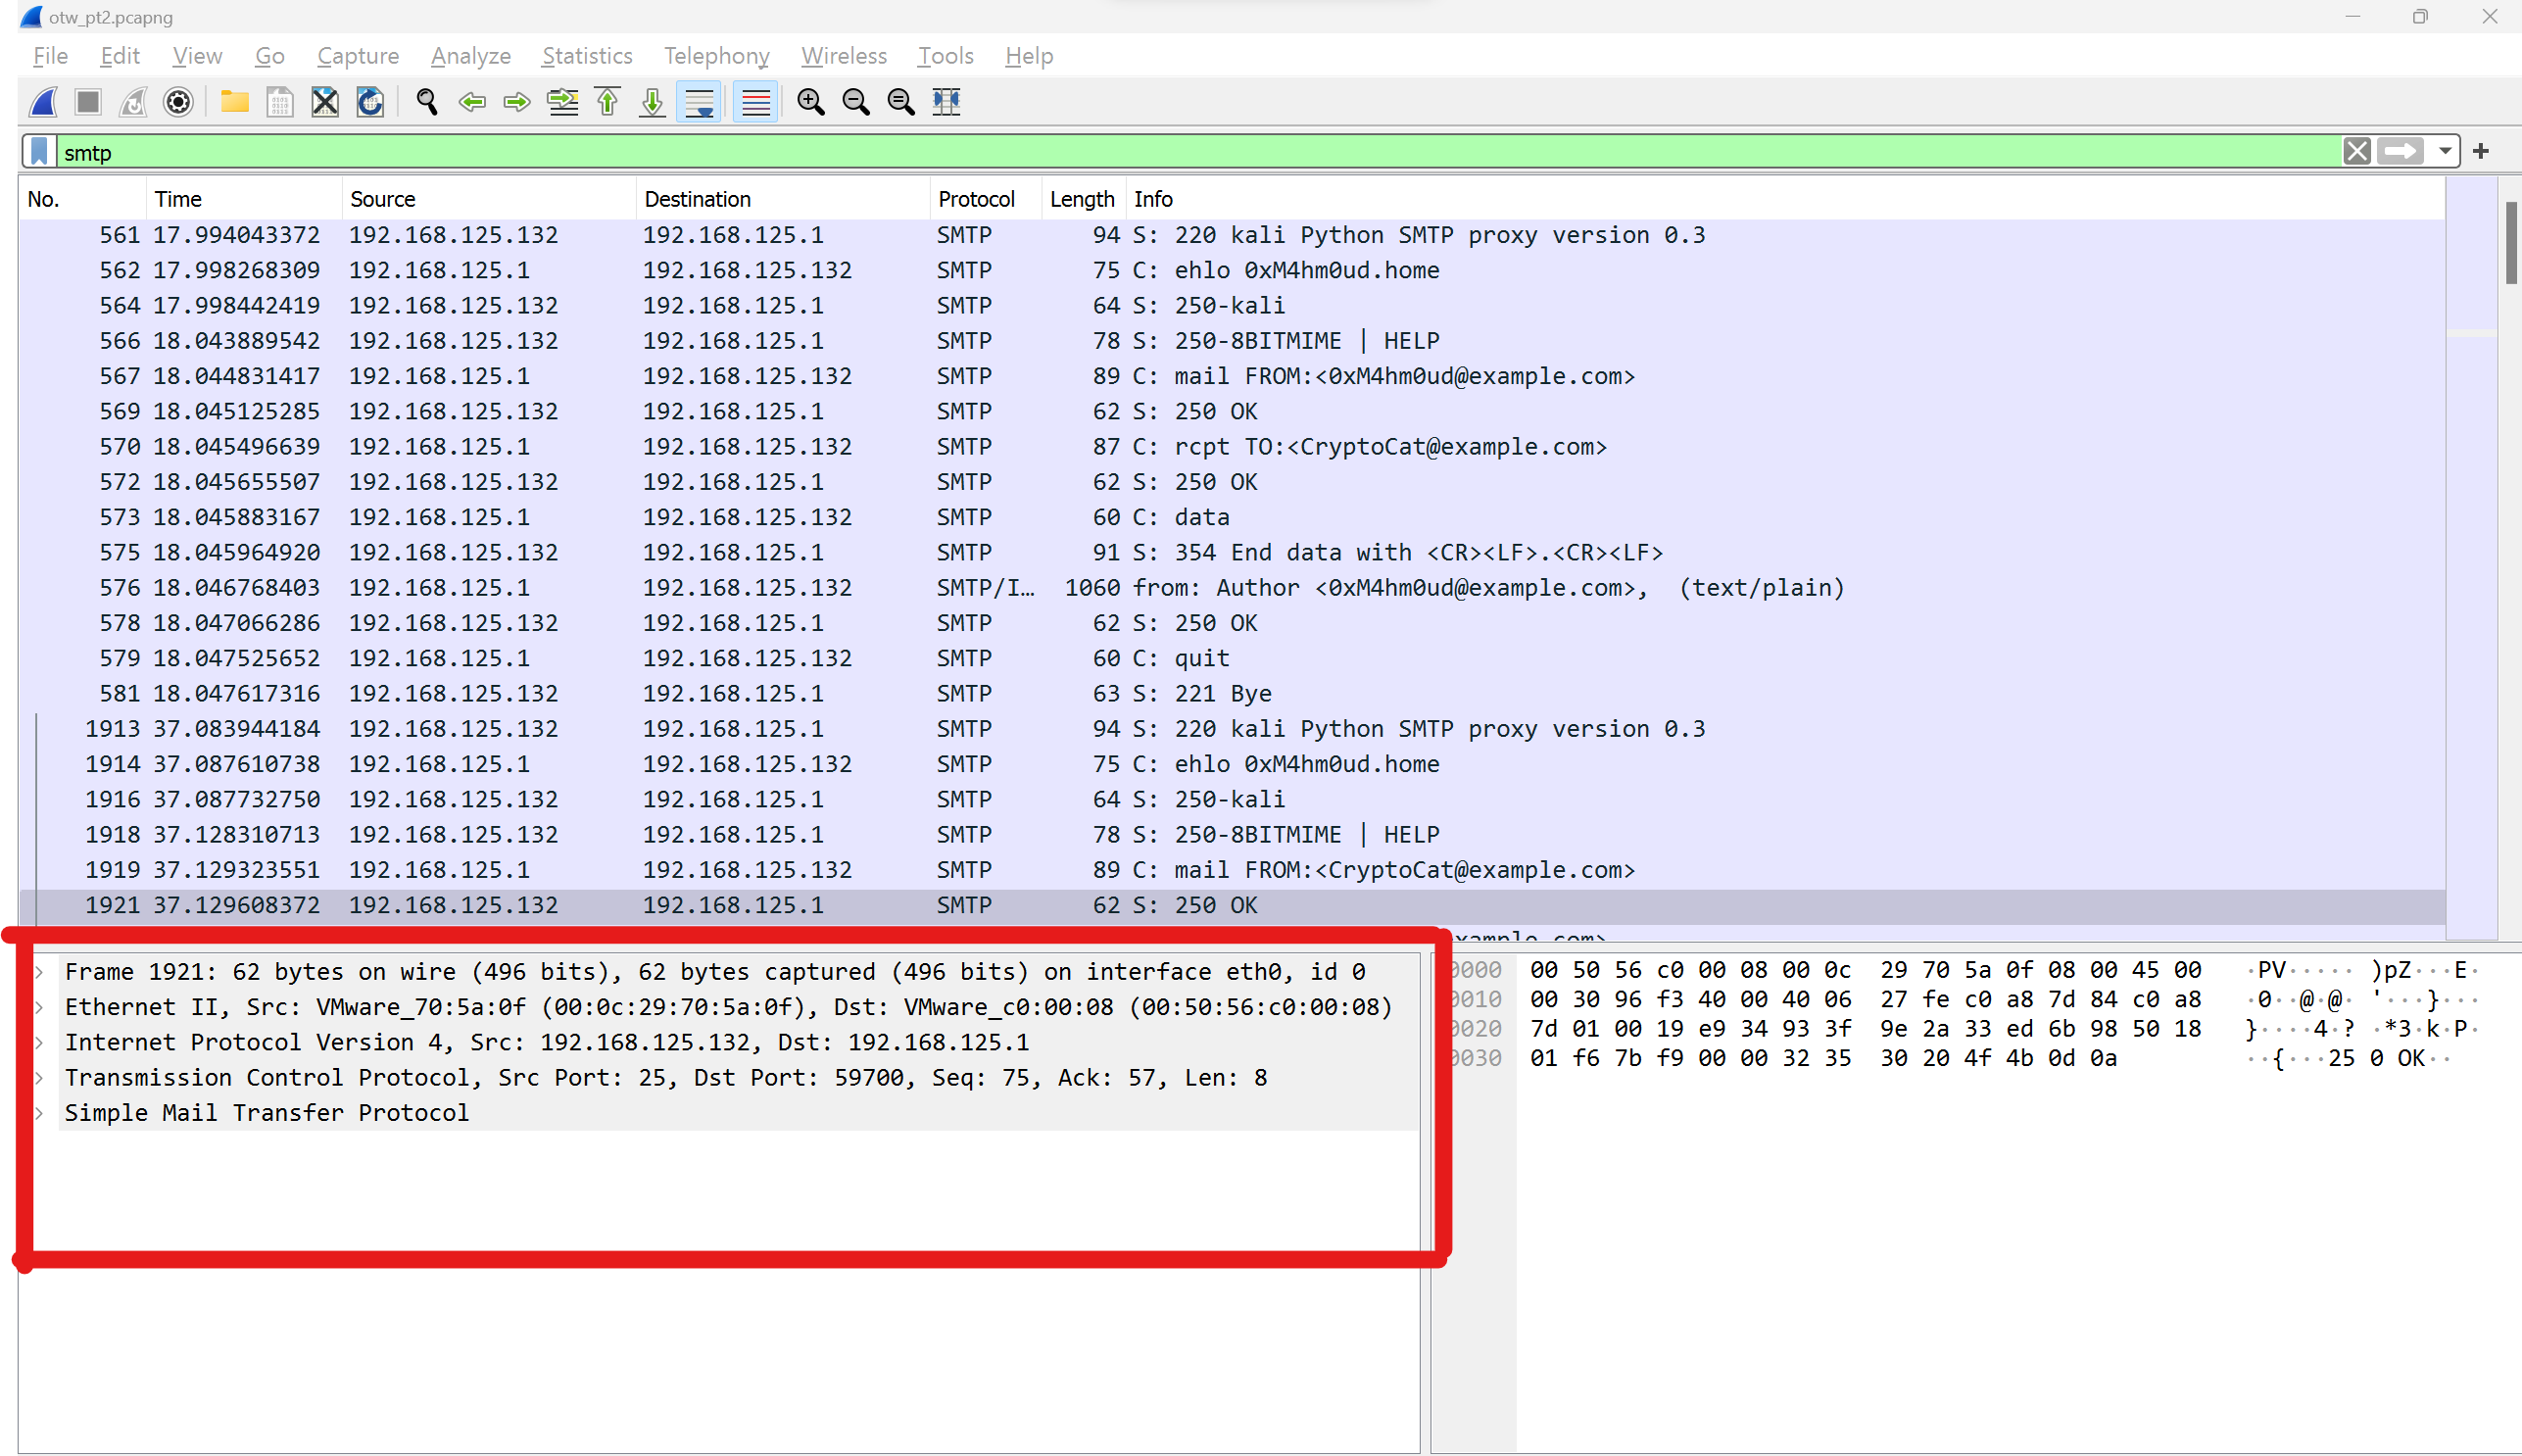 otw_pt2.pcapng
File Edit View Go Capture Analyze Statistics Telephony Wireless Tools Help
smtp
No. Time Source Destination Protocol Length Info
561 17.994043372 192.168.125.132 192.168.125.1 SMTP 94 S: 220 kali Python SMTP proxy version 0.3
562 17.998268309 192.168.125.1 192.168.125.132 SMTP 75 C: ehlo 0xM4hm0ud.home
564 17.998442419 192.168.125.132 192.168.125.1 SMTP 64 S: 250-kali
566 18.043889542 192.168.125.132 192.168.125.1 SMTP 78 S: 250-8BITMIME | HELP
567 18.044831417 192.168.125.1 192.168.125.132 SMTP 89 C: mail FROM:<0xM4hm0ud@example.com>
569 18.045125285 192.168.125.132 192.168.125.1 SMTP 62 S: 250 OK
570 18.045496639 192.168.125.1 192.168.125.132 SMTP 87 C: rcpt TO:<CryptoCat@example.com>
572 18.045655507 192.168.125.132 192.168.125.1 SMTP 62 S: 250 OK
573 18.045883167 192.168.125.1 192.168.125.132 SMTP 60 C: data
575 18.045964920 192.168.125.132 192.168.125.1 SMTP 91 S: 354 End data with <CR><LF>.<CR><LF>
576 18.046768403 192.168.125.1 192.168.125.132 SMTP/I… 1060 from: Author <0xM4hm0ud@example.com>, (text/plain)
578 18.047066286 192.168.125.132 192.168.125.1 SMTP 62 S: 250 OK
579 18.047525652 192.168.125.1 192.168.125.132 SMTP 60 C: quit
581 18.047617316 192.168.125.132 192.168.125.1 SMTP 63 S: 221 Bye
1913 37.083944184 192.168.125.132 192.168.125.1 SMTP 94 S: 220 kali Python SMTP proxy version 0.3
1914 37.087610738 192.168.125.1 192.168.125.132 SMTP 75 C: ehlo 0xM4hm0ud.home
1916 37.087732750 192.168.125.132 192.168.125.1 SMTP 64 S: 250-kali
1918 37.128310713 192.168.125.132 192.168.125.1 SMTP 78 S: 250-8BITMIME | HELP
1919 37.129323551 192.168.125.1 192.168.125.132 SMTP 89 C: mail FROM:<CryptoCat@example.com>
1921 37.129608372 192.168.125.132 192.168.125.1 SMTP 62 S: 250 OK
Frame 1921: 62 bytes on wire (496 bits), 62 bytes captured (496 bits) on interface eth0, id 0
Ethernet II, Src: VMware_70:5a:0f (00:0c:29:70:5a:0f), Dst: VMware_c0:00:08 (00:50:56:c0:00:08)
Internet Protocol Version 4, Src: 192.168.125.132, Dst: 192.168.125.1
Transmission Control Protocol, Src Port: 25, Dst Port: 59700, Seq: 75, Ack: 57, Len: 8
Simple Mail Transfer Protocol
0000 00 50 56 c0 00 08 00 0c 29 70 5a 0f 08 00 45 00 ·PV····· )pZ···E·
0010 00 30 96 f3 40 00 40 06 27 fe c0 a8 7d 84 c0 a8 ·0··@·@· '···}···
0020 7d 01 00 19 e9 34 93 3f 9e 2a 33 ed 6b 98 50 18 }····4·? ·*3·k·P·
0030 01 f6 7b f9 00 00 32 35 30 20 4f 4b 0d 0a ··{···25 0 OK··